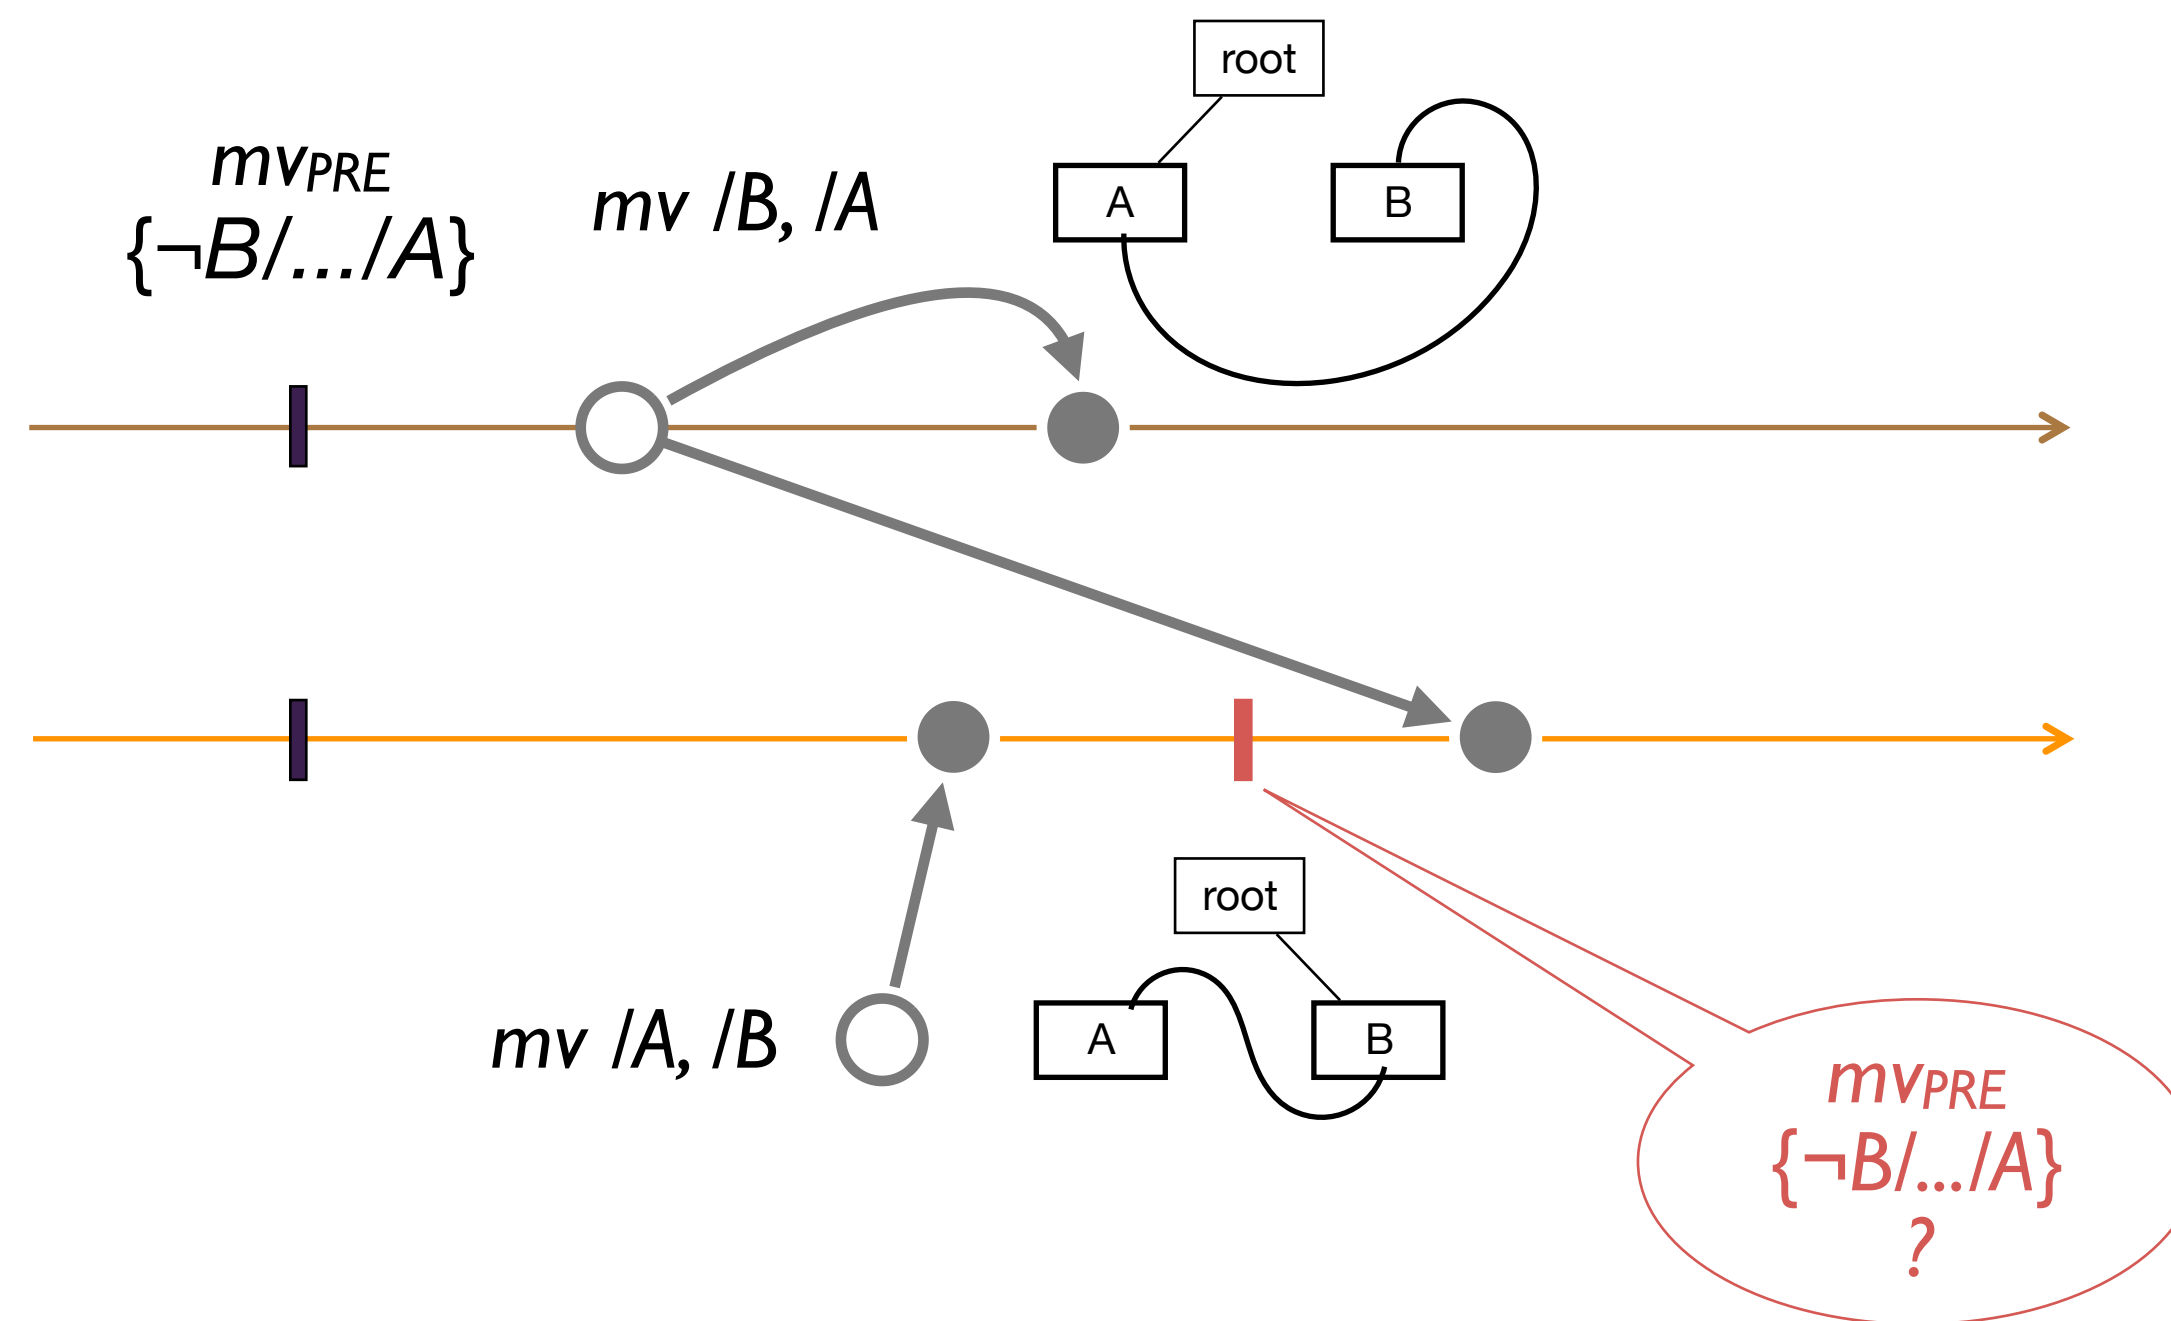 root
mvPRE
{¬B/.../A}
mv /B, /A
A
B
root
mv /A, /B
A
B
mvPRE
{¬B/.../A}
?